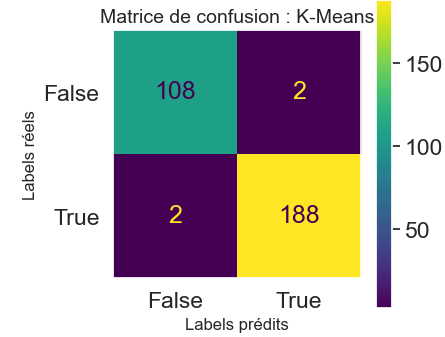 Matrice de confusion : K-Means
Labels réels
False
108
2
True
2
188
False
True
Labels prédits
150
100
50